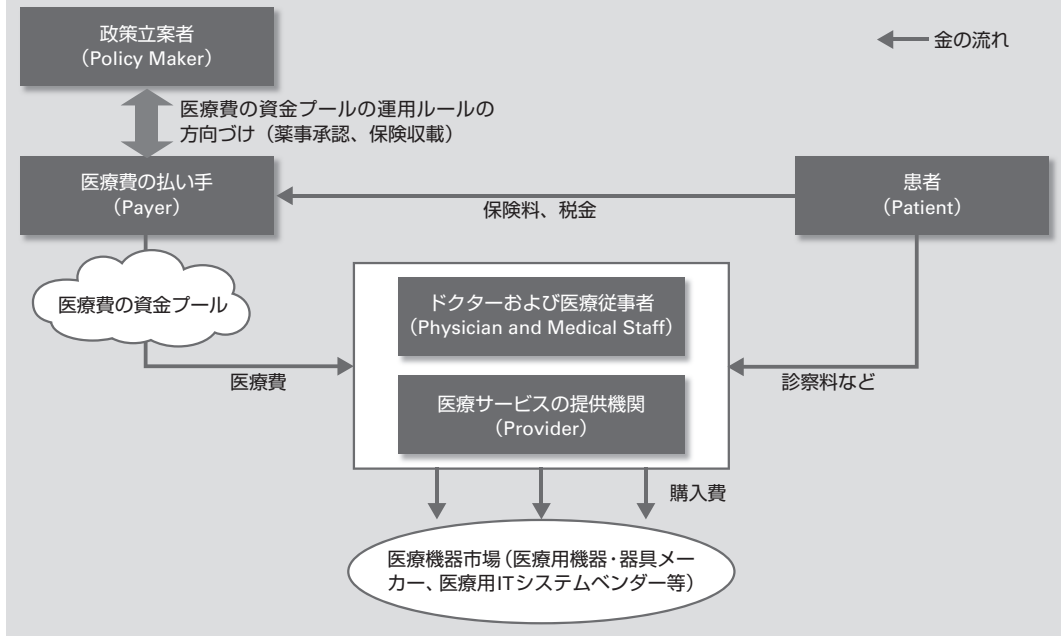 政策立案者
（Policy Maker）
金の流れ
医療費の資金プールの運用ルールの
方向づけ（薬事承認、保険収載）
医療費の払い手
（Payer）
患者
（Patient）
保険料、税金
医療費の資金プール
ドクターおよび医療従事者
（Physician and Medical Staff）
医療費
診察料など
医療サービスの提供機関
（Provider）
購入費
医療機器市場（医療用機器・器具メー
カー、医療用ITシステムベンダー等）